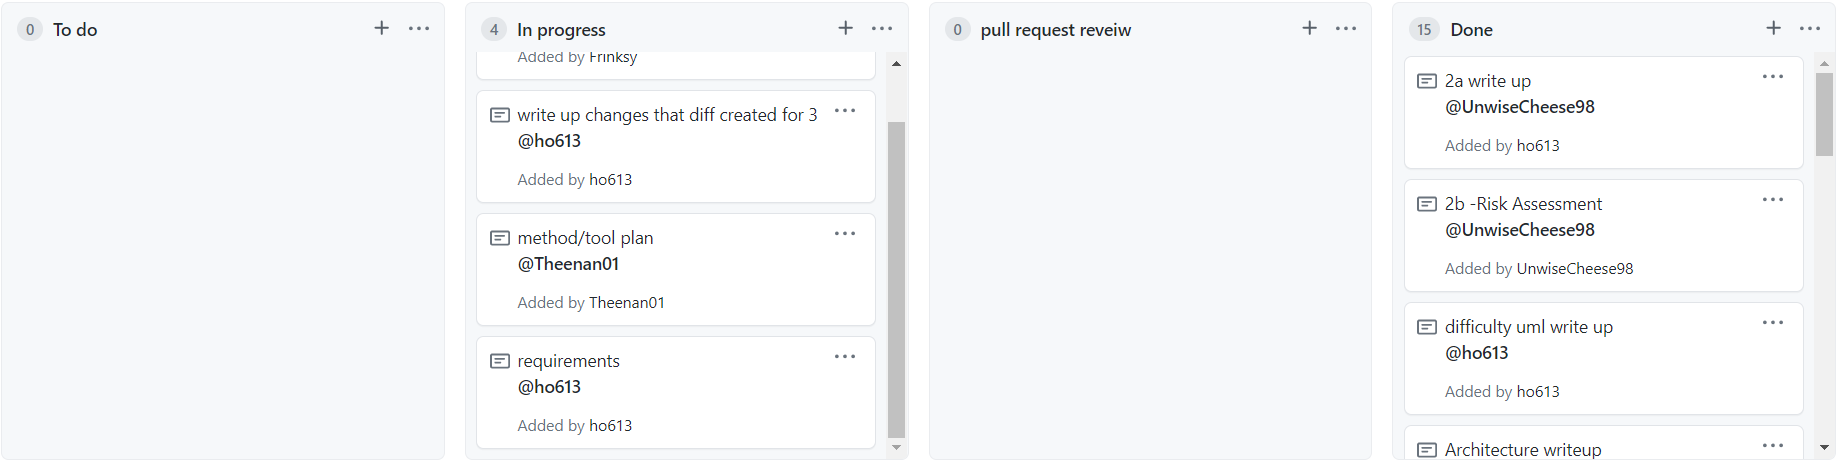 0 To do
4 In progress
Added by Frinksy
write up changes that diff created for 3
@ho613
Added by ho613
method/tool plan
@Theenan01
Added by Theenan01
requirements
@ho613
Added by ho613
0 pull request reveiw
15 Done
2a write up
@UnwiseCheese98
Added by ho613
2b -Risk Assessment
@UnwiseCheese98
Added by UnwiseCheese98
difficulty uml write up
@ho613
Added by ho613
Architecture writeup